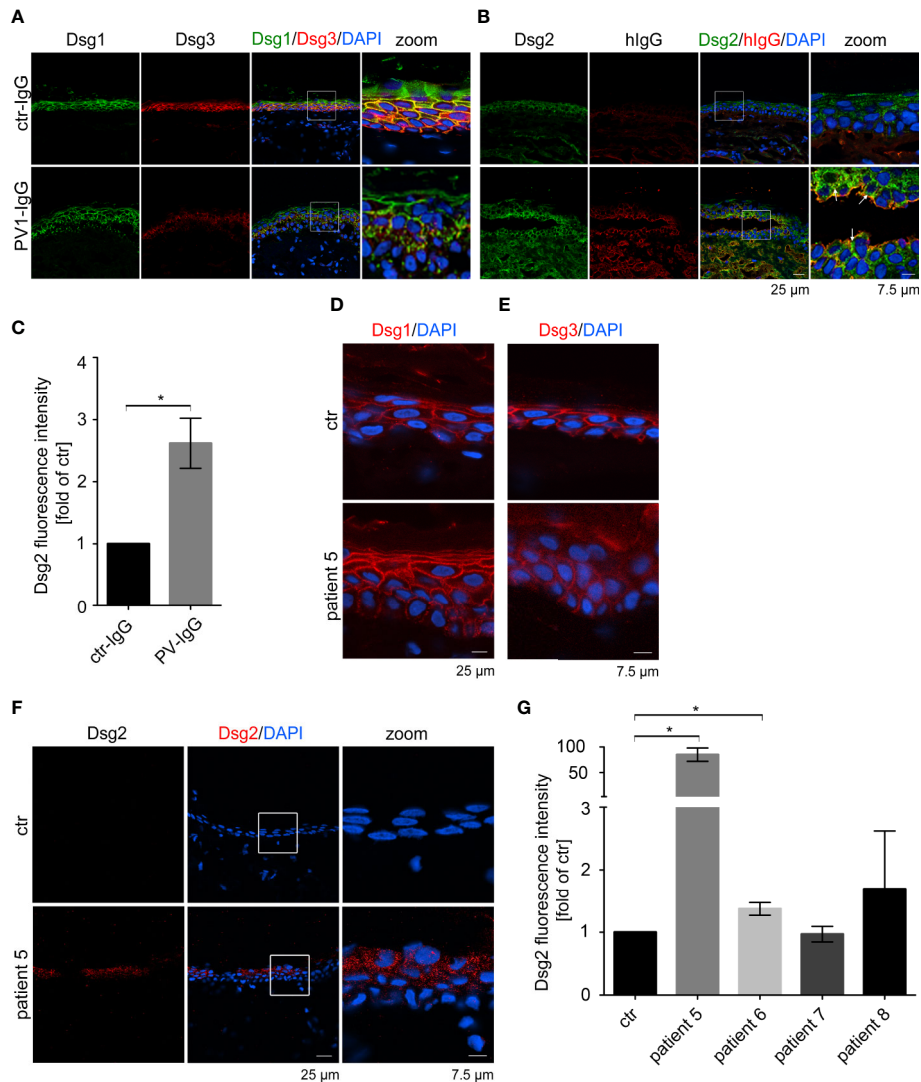 A
Dsg1 Dsg3 Dsg1/Dsg3/DAPI zoom
ctr-IgG
PV1-IgG
B
Dsg2 hIgG Dsg2/hIgG/DAPI zoom
25 µm 7.5 µm
C
Dsg2 fluorescence intensity
[fold of ctr]
4
3
2
1
0
*
ctr-IgG PV-IgG
D
Dsg1/DAPI
ctr
patient 5
25 µm
E
Dsg3/DAPI
7.5 µm
F
Dsg2 Dsg2/DAPI zoom
ctr
patient 5
25 µm 7.5 µm
G
Dsg2 fluorescence intensity
[fold of ctr]
100
50
3
2
1
0
*
*
ctr patient 5 patient 6 patient 7 patient 8